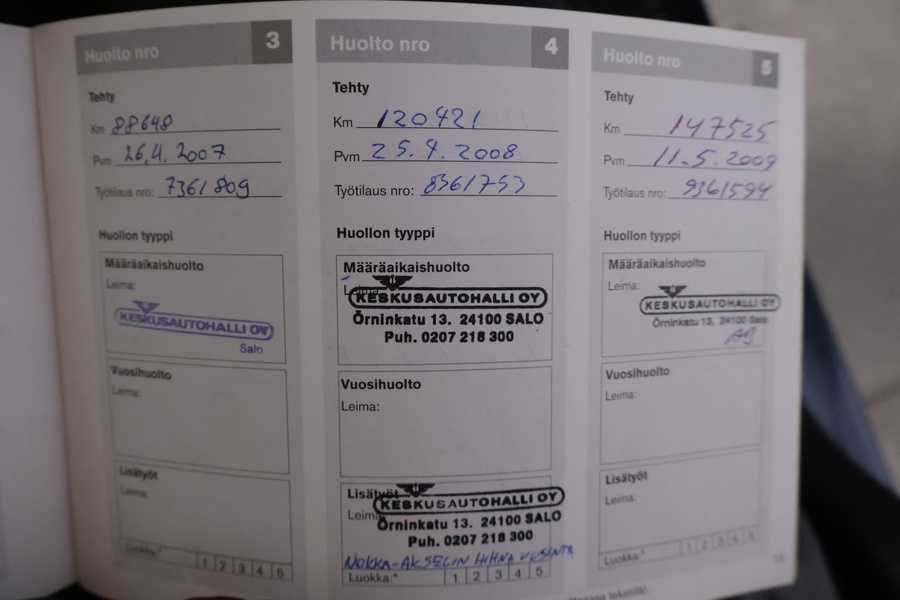 Huolto nro 3
Tehty
Km 88648
Pvm 26.4. 2007
Työtilaus nro: 7361809
Huollon tyyppi
Määräaikaishuolto
Leima:
KESKUSAUTOHALLI OY
Salo
Vuosihuolto
Leima:
Lisätyöt
Leima:
Luokka:* 1 2 3 4 5
Huolto nro 4
Tehty
Km 120421
Pvm 25.4.2008
Työtilaus nro: 8361753
Huollon tyyppi
Määräaikaishuolto
Leima:
KESKUSAUTOHALLI OY
Örninkatu 13. 24100 SALO
Puh. 0207 218 300
Vuosihuolto
Leima:
Lisätyöt
Leima:
KESKUSAUTOHALLI OY
Örninkatu 13. 24100 SALO
Puh. 0207 218 300
NOKKA-AKSELIN HIHNA UUSINTA
Luokka:* 1 2 3 4 5
Huolto nro 5
Tehty
Km 147525
Pvm 11.5.2009
Työtilaus nro: 9361594
Huollon tyyppi
Määräaikaishuolto
Leima:
KESKUSAUTOHALLI OY
Örninkatu 13, 24100 SALO
Vuosihuolto
Leima:
Lisätyöt
Leima:
Luokka:* 1 2 3 4 5